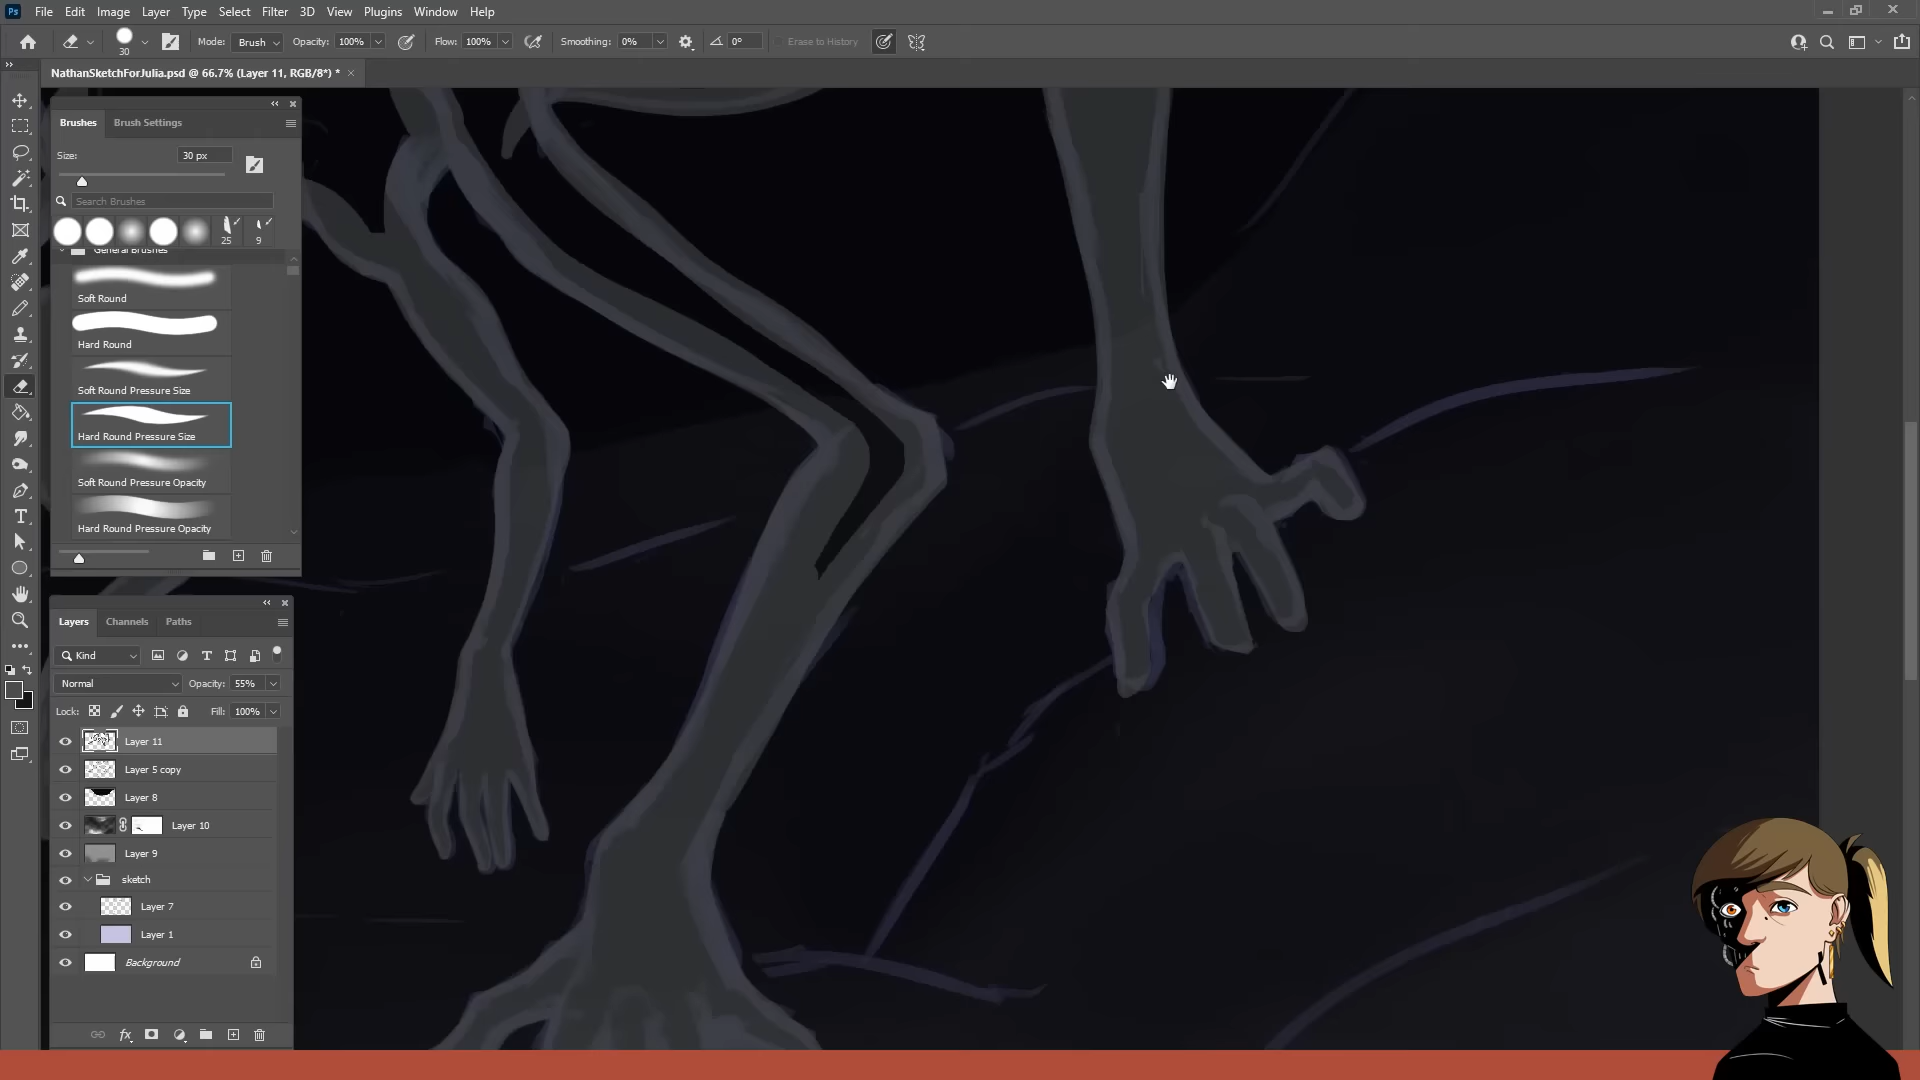 Ps File Edit Image Layer Type Select Filter 3D View Plugins Window Help
30 Mode: Brush Opacity: 100% Flow: 100% Smoothing: 0% 0° Erase to History
NathanSketchForJulia.psd @ 66.7% (Layer 11, RGB/8*) * ×
Brushes Brush Settings
Size: 30 px
Search Brushes
25 9
General Brushes
Soft Round
Hard Round
Soft Round Pressure Size
Hard Round Pressure Size
Soft Round Pressure Opacity
Hard Round Pressure Opacity
Layers Channels Paths
Kind
Normal Opacity: 55%
Lock: Fill: 100%
Layer 11
Layer 5 copy
Layer 8
Layer 10
Layer 9
sketch
Layer 7
Layer 1
Background
fx